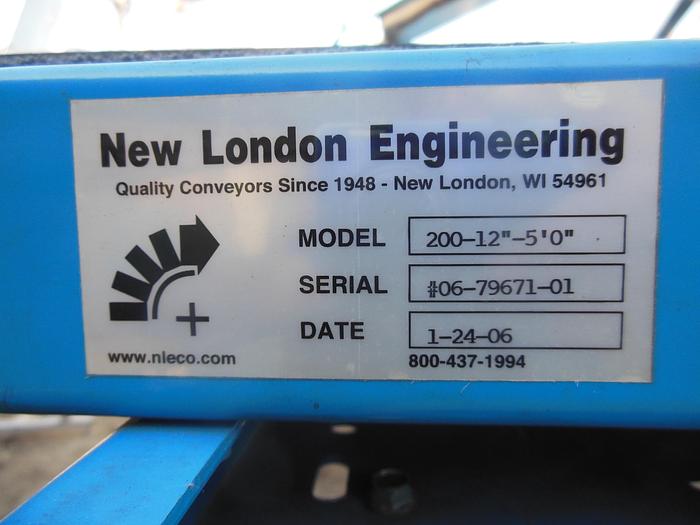 New London Engineering
Quality Conveyors Since 1948 - New London, WI 54961
MODEL 200-12"-5'0"
SERIAL #06-79671-01
DATE 1-24-06
www.nleco.com 800-437-1994